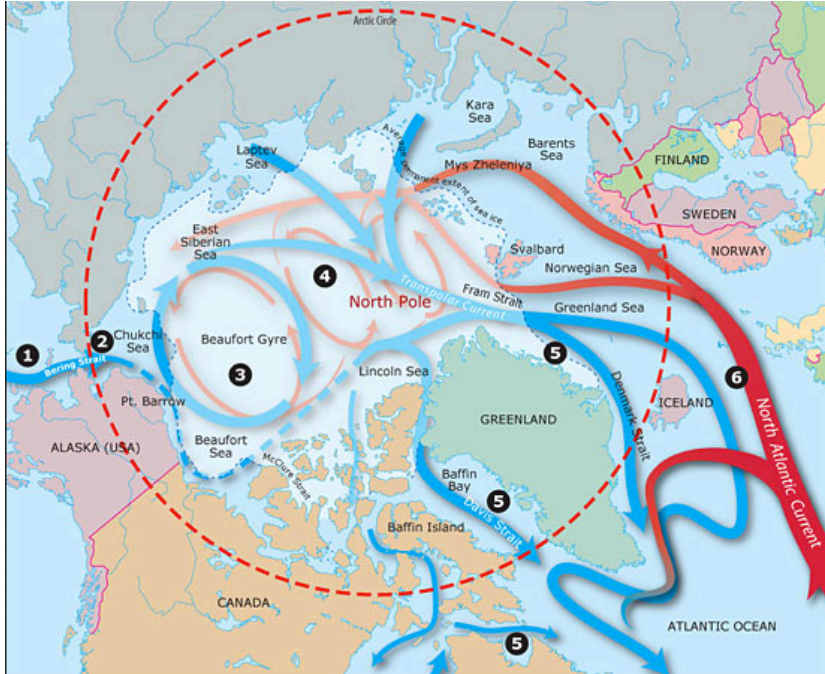 Arctic Circle
Kara
Sea
Laptev
Sea
Average permanent extent of sea ice
Barents
Sea
Mys Zheleniya
FINLAND
SWEDEN
NORWAY
East
Siberian
Sea
Svalbard
4
North Pole
Transpolar Current
Fram Strait
Norwegian Sea
Greenland Sea
1
2
Bering Strait
Chukchi
Sea
Beaufort Gyre
3
5
6
Lincoln Sea
Pt. Barrow
Denmark Strait
ICELAND
North Atlantic Current
GREENLAND
ALASKA (USA)
Beaufort
Sea
McClure Strait
Baffin
Bay
5
Davis Strait
Baffin Island
CANADA
ATLANTIC OCEAN
5